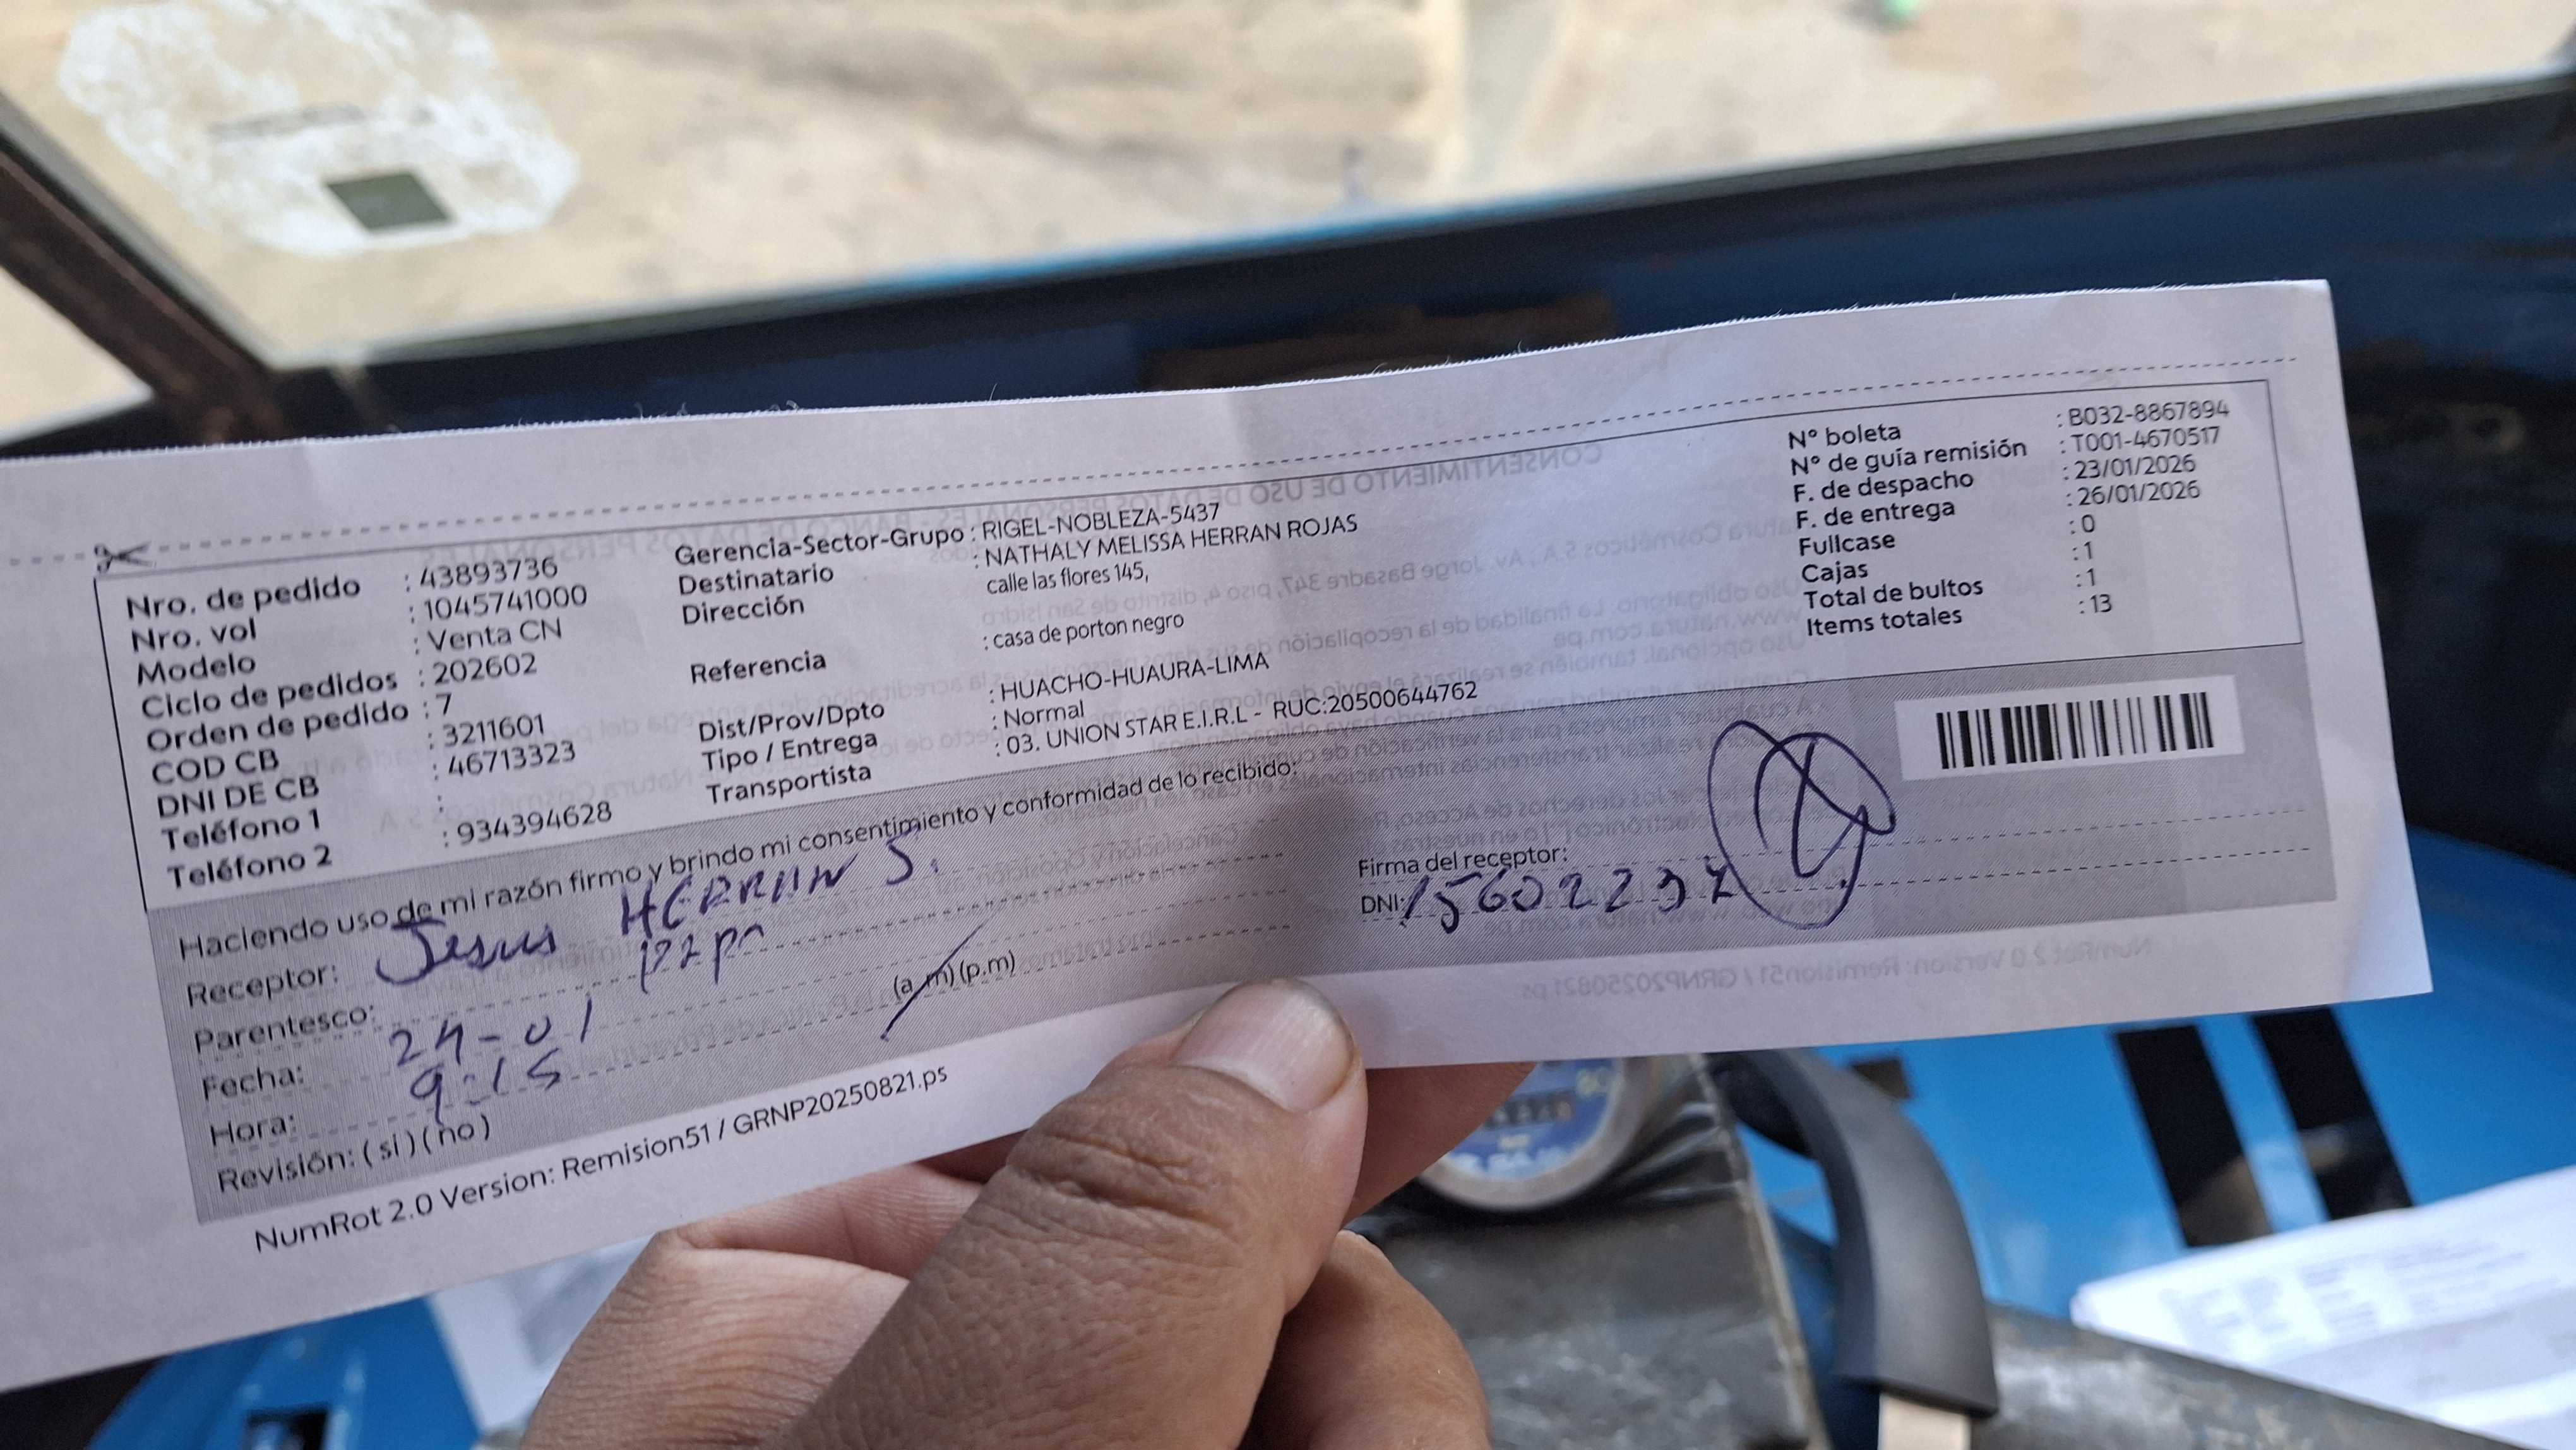 Nro. de pedido : 43893736
Nro. vol : 1045741000
Modelo : Venta CN
Ciclo de pedidos : 202602
Orden de pedido : 7
COD CB : 3211601
DNI DE CB : 46713323
Teléfono 1 :
Teléfono 2 : 934394628
Gerencia-Sector-Grupo : RIGEL-NOBLEZA-5437
Destinatario : NATHALY MELISSA HERRAN ROJAS
Dirección calle las flores 145,
Referencia : casa de porton negro
Dist/Prov/Dpto : HUACHO-HUAURA-LIMA
Tipo / Entrega : Normal
Transportista : 03. UNION STAR E.I.R.L - RUC:20500644762
N° boleta : B032-8867894
N° de guía remisión : T001-4670517
F. de despacho : 23/01/2026
F. de entrega : 26/01/2026
Fullcase : 0
Cajas : 1
Total de bultos : 1
Items totales : 13
Haciendo uso de mi razón firmo y brindo mi consentimiento y conformidad de lo recibido:
Receptor: Jesus HERRAN S.
Parentesco:
Fecha: 24-01
Hora: 9:15 (a.m) (p.m)
Revisión: ( si ) ( no )
Firma del receptor:
DNI: 15602297
NumRot 2.0 Version: Remision51 / GRNP20250821.ps